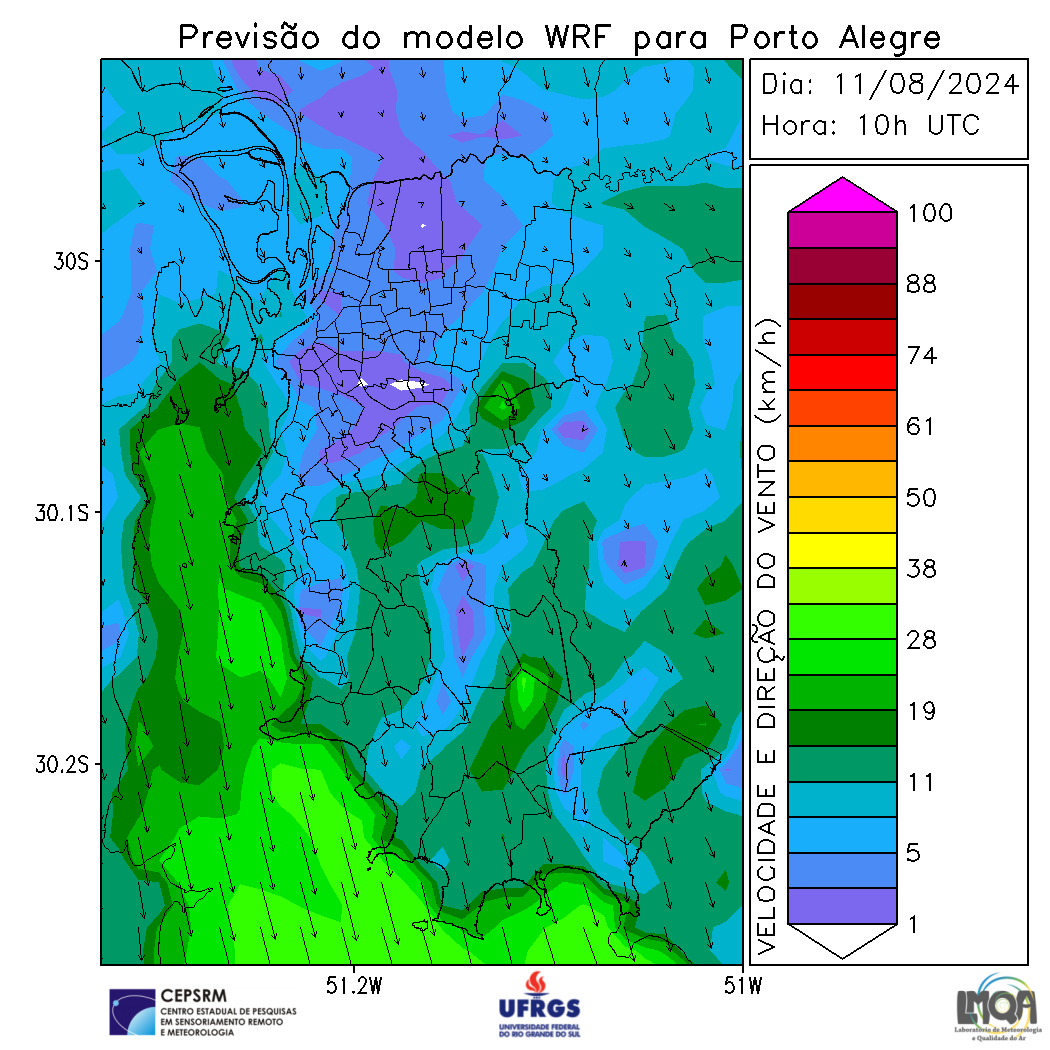 Previsão do modelo WRF para Porto Alegre
Dia: 11/08/2024
Hora: 10h UTC
30S
30.1S
30.2S
51.2W
51W
VELOCIDADE E DIREÇÃO DO VENTO (km/h)
100
88
74
61
50
38
28
19
11
5
1
CEPSRM
CENTRO ESTADUAL DE PESQUISAS
EM SENSORIAMENTO REMOTO
E METEOROLOGIA
UFRGS
UNIVERSIDADE FEDERAL
DO RIO GRANDE DO SUL
LMQA
Laboratório de Meteorologia
e Qualidade do Ar